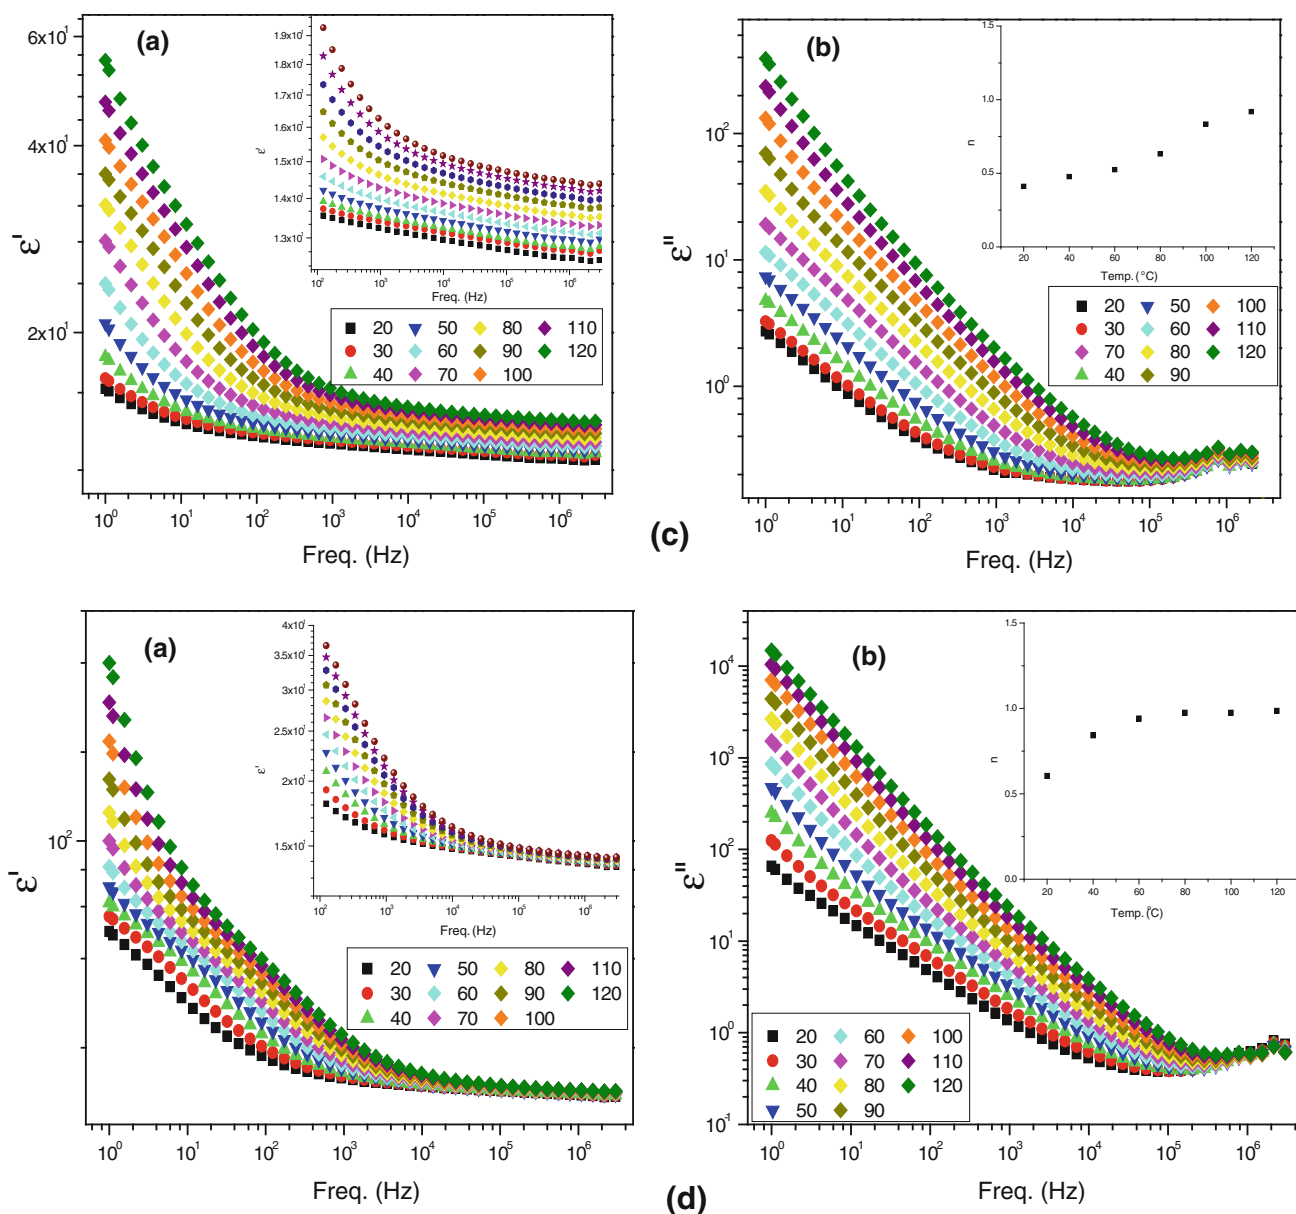 (a)
6x10¹
4x10¹
2x10¹
ε'
10⁰ 10¹ 10² 10³ 10⁴ 10⁵ 10⁶
Freq. (Hz)
1.9x10¹
1.8x10¹
1.7x10¹
1.6x10¹
1.5x10¹
1.4x10¹
1.3x10¹
ε'
10² 10³ 10⁴ 10⁵ 10⁶
Freq. (Hz)
20 50 80 110
30 60 90 120
40 70 100
(b)
10²
10¹
10⁰
ε''
10⁰ 10¹ 10² 10³ 10⁴ 10⁵ 10⁶
Freq. (Hz)
1.5
1.0
0.5
0.0
n
20 40 60 80 100 120
Temp. (°C)
20 50 100
30 60 110
70 80 120
40 90
(c)
(a)
10²
ε'
10⁰ 10¹ 10² 10³ 10⁴ 10⁵ 10⁶
Freq. (Hz)
4x10¹
3x10¹
2x10¹
1.5x10¹
ε'
10² 10³ 10⁴ 10⁵ 10⁶
Freq. (Hz)
20 50 80 110
30 60 90 120
40 70 100
(b)
10⁴
10³
10²
10¹
10⁰
10⁻¹
ε''
10⁰ 10¹ 10² 10³ 10⁴ 10⁵ 10⁶
Freq. (Hz)
1.5
1.0
0.5
0.0
n
20 40 60 80 100 120
Temp. (°C)
20 60 100
30 70 110
40 80 120
50 90
(d)